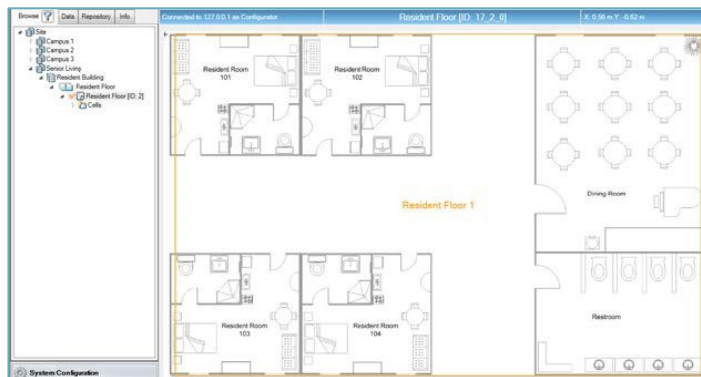 Browse Data Repository Info
Connected to 127.0.0.1 as Configurator
Resident Floor [ID: 17_2_0]
X: 0.56 m Y: -0.62 m
Site
Campus 1
Campus 2
Campus 3
Senior Living
Resident Building
Resident Floor
Resident Floor [ID: 2]
Cells
System Configuration
Resident Room
101
Resident Room
102
Dining Room
Resident Floor 1
Resident Room
103
Resident Room
104
Restroom